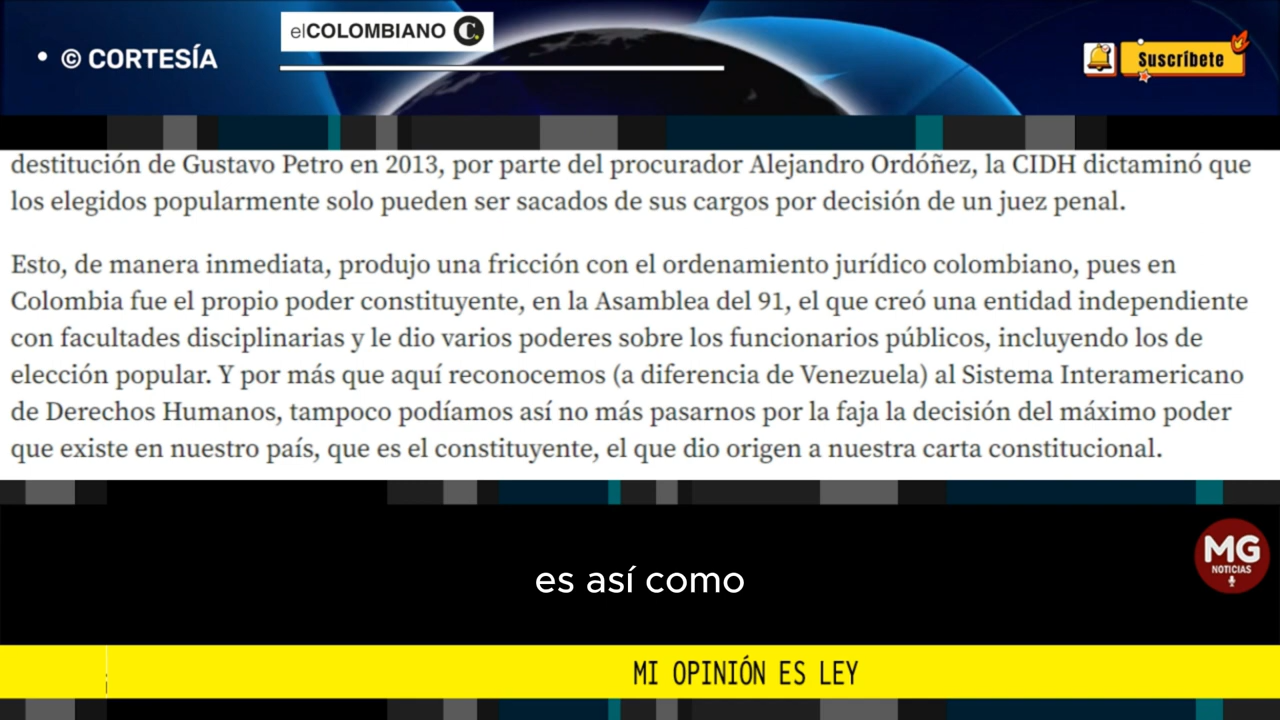 elCOLOMBIANO C.
• © CORTESÍA
Suscríbete
destitución de Gustavo Petro en 2013, por parte del procurador Alejandro Ordóñez, la CIDH dictaminó que
los elegidos popularmente solo pueden ser sacados de sus cargos por decisión de un juez penal.
Esto, de manera inmediata, produjo una fricción con el ordenamiento jurídico colombiano, pues en
Colombia fue el propio poder constituyente, en la Asamblea del 91, el que creó una entidad independiente
con facultades disciplinarias y le dio varios poderes sobre los funcionarios públicos, incluyendo los de
elección popular. Y por más que aquí reconocemos (a diferencia de Venezuela) al Sistema Interamericano
de Derechos Humanos, tampoco podíamos así no más pasarnos por la faja la decisión del máximo poder
que existe en nuestro país, que es el constituyente, el que dio origen a nuestra carta constitucional.
MG
NOTICIAS
es así como
MI OPINIÓN ES LEY